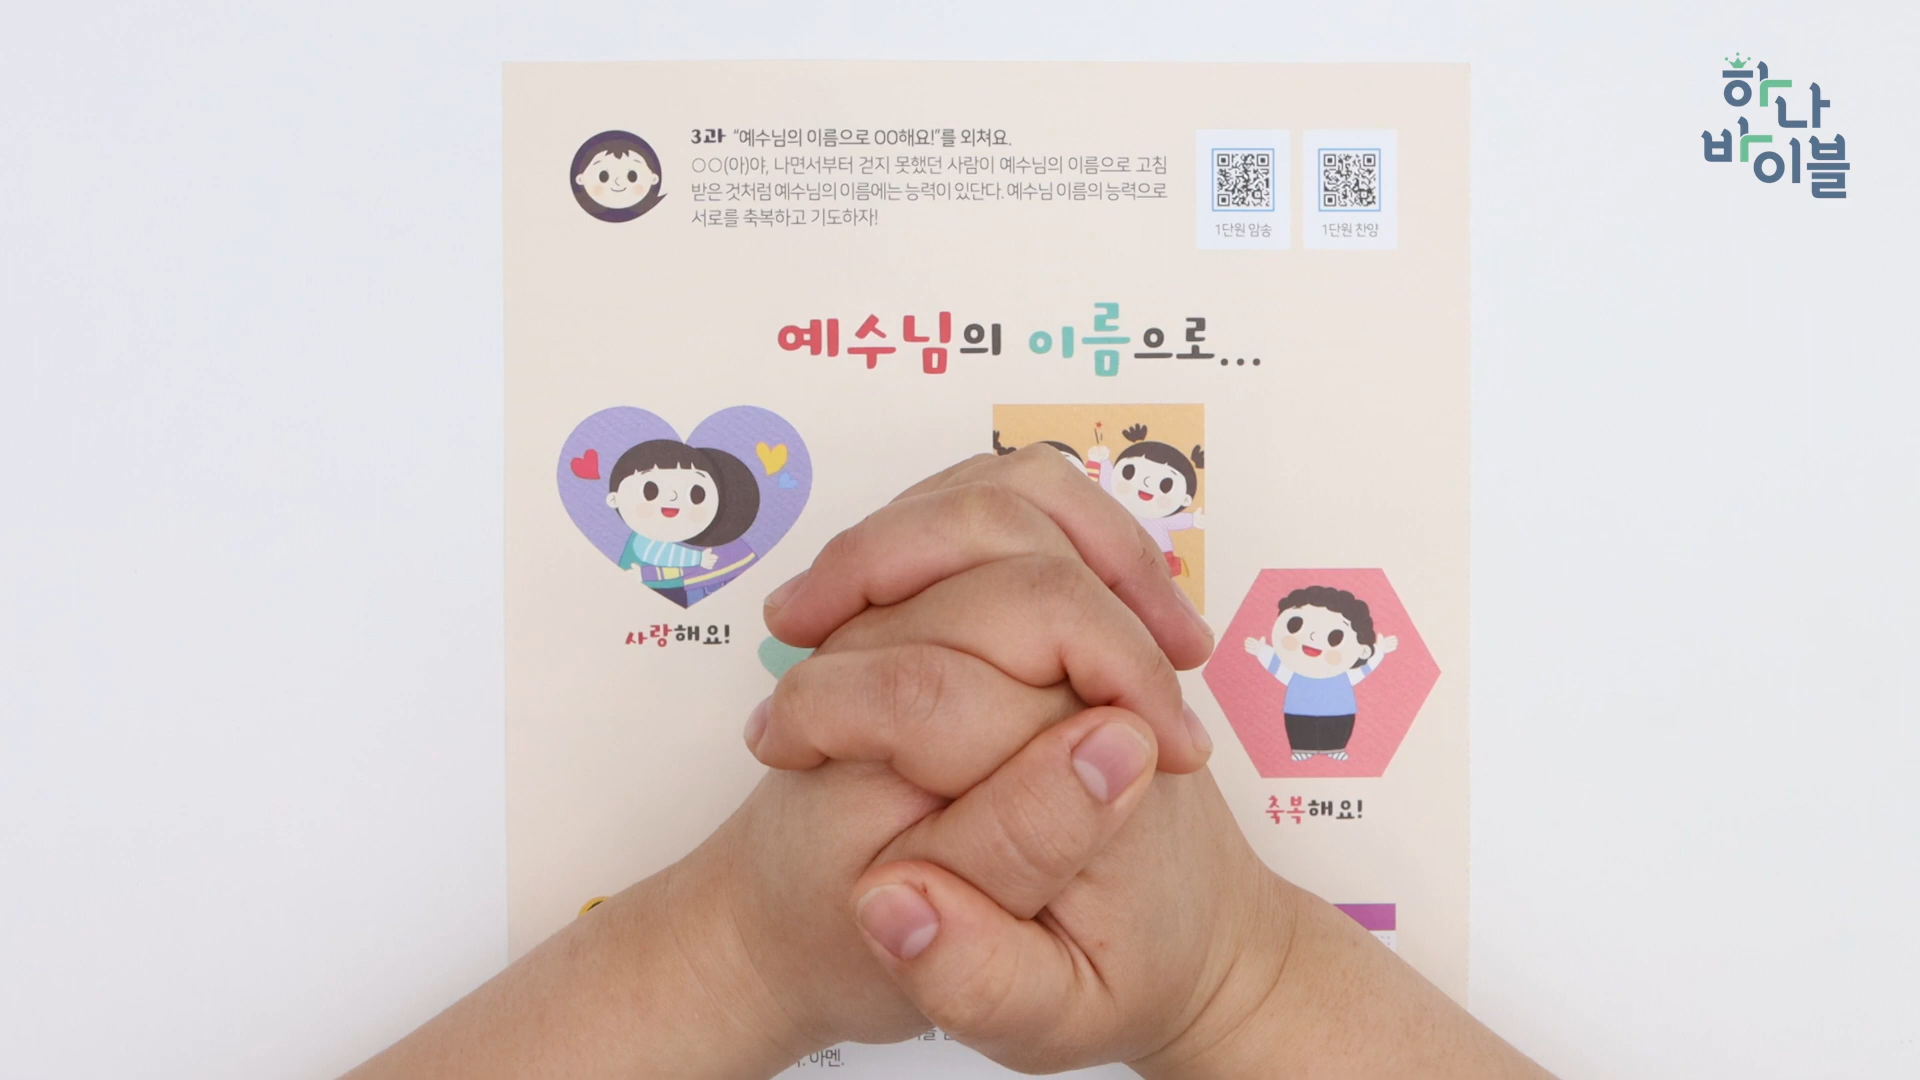 하나
바이블
3과 “예수님의 이름으로 OO해요!”를 외쳐요.
○○(아)야, 나면서부터 걷지 못했던 사람이 예수님의 이름으로 고침
받은 것처럼 예수님의 이름에는 능력이 있단다. 예수님 이름의 능력으로
서로를 축복하고 기도하자!
1단원 암송
1단원 찬양
예수님의 이름으로...
사랑해요!
축복해요!
아멘.